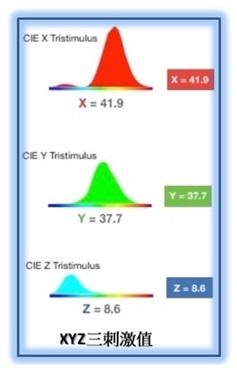 CIE X Tristimulus
X = 41.9
X = 41.9
CIE Y Tristimulus
Y = 37.7
Y = 37.7
CIE Z Tristimulus
Z = 8.6
Z = 8.6
XYZ三刺激值